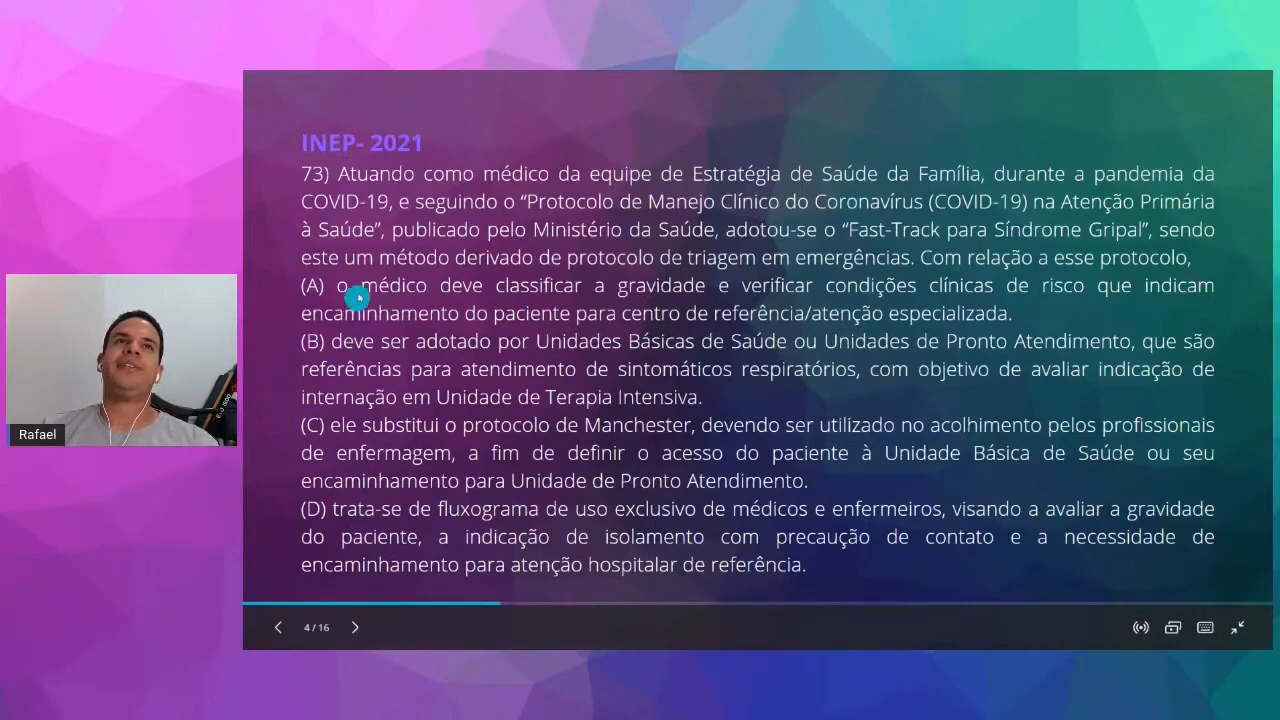 INEP- 2021
73) Atuando como médico da equipe de Estratégia de Saúde da Família, durante a pandemia da
COVID-19, e seguindo o “Protocolo de Manejo Clínico do Coronavírus (COVID-19) na Atenção Primária
à Saúde”, publicado pelo Ministério da Saúde, adotou-se o “Fast-Track para Síndrome Gripal”, sendo
este um método derivado de protocolo de triagem em emergências. Com relação a esse protocolo,
(A) o médico deve classificar a gravidade e verificar condições clínicas de risco que indicam
encaminhamento do paciente para centro de referência/atenção especializada.
(B) deve ser adotado por Unidades Básicas de Saúde ou Unidades de Pronto Atendimento, que são
referências para atendimento de sintomáticos respiratórios, com objetivo de avaliar indicação de
internação em Unidade de Terapia Intensiva.
(C) ele substitui o protocolo de Manchester, devendo ser utilizado no acolhimento pelos profissionais
de enfermagem, a fim de definir o acesso do paciente à Unidade Básica de Saúde ou seu
encaminhamento para Unidade de Pronto Atendimento.
(D) trata-se de fluxograma de uso exclusivo de médicos e enfermeiros, visando a avaliar a gravidade
do paciente, a indicação de isolamento com precaução de contato e a necessidade de
encaminhamento para atenção hospitalar de referência.
Rafael
4 / 16